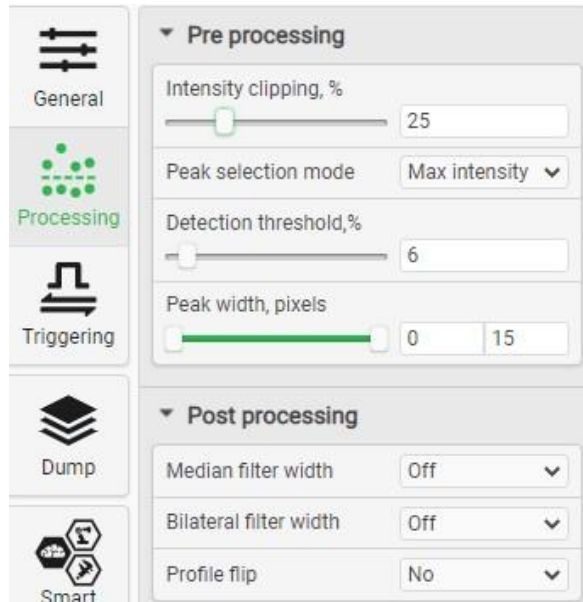 General
Processing
Triggering
Dump
Smart
Pre processing
Intensity clipping, %
25
Peak selection mode
Max intensity
Detection threshold,%
6
Peak width, pixels
0
15
Post processing
Median filter width
Off
Bilateral filter width
Off
Profile flip
No